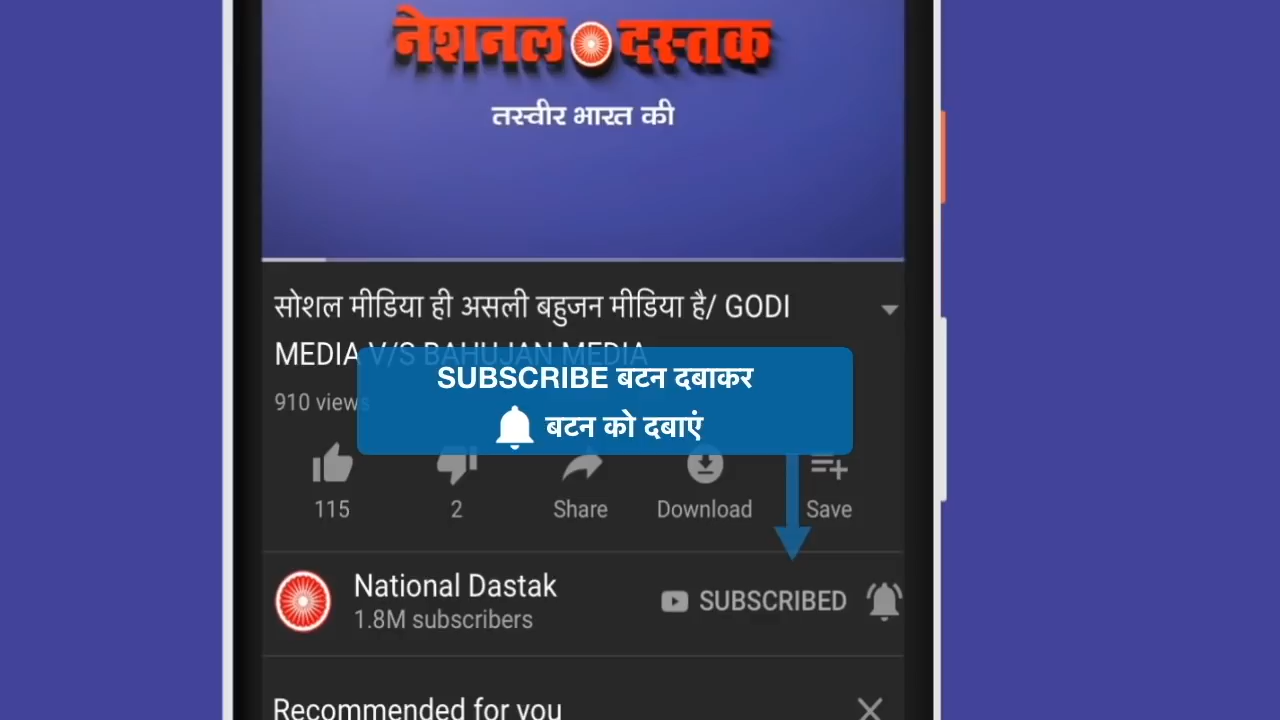 नेशनल दस्तक
तस्वीर भारत की
सोशल मीडिया ही असली बहुजन मीडिया है/ GODI
MEDIA V/S BAHUJAN MEDIA
910 views
SUBSCRIBE बटन दबाकर
बटन को दबाएं
115
2
Share
Download
Save
National Dastak
SUBSCRIBED
1.8M subscribers
Recommended for you